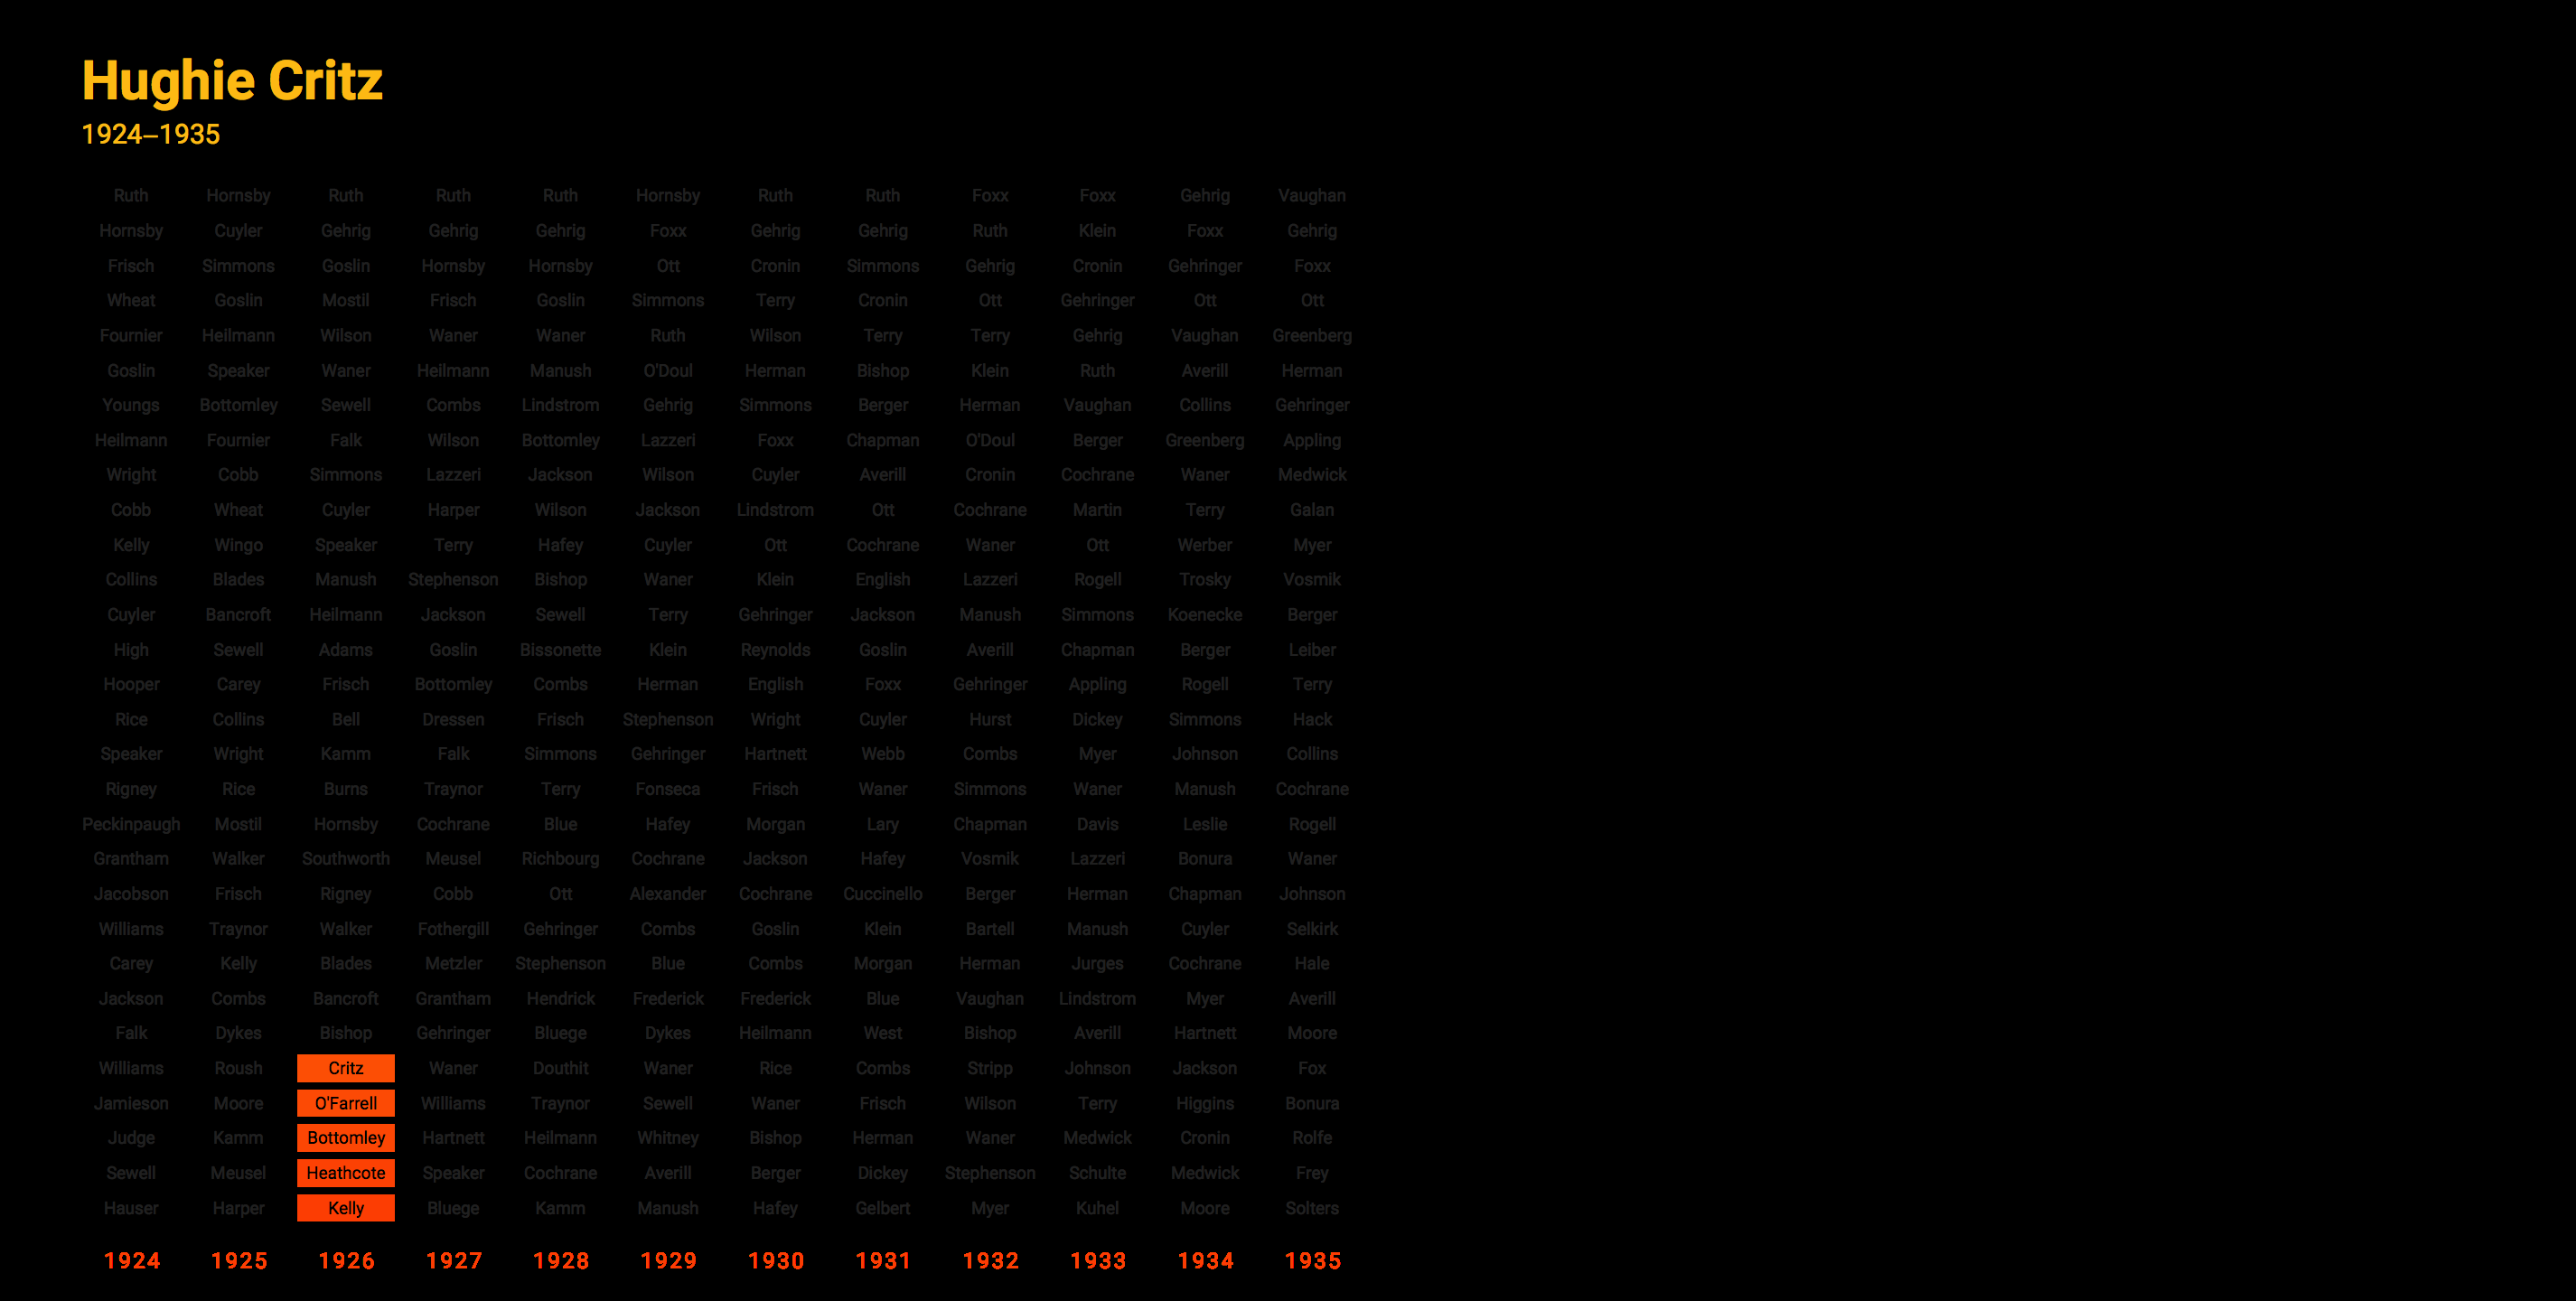 Hughie Critz
1924–1935
Ruth Hornsby Ruth Ruth Ruth Hornsby Ruth Ruth Foxx Foxx Gehrig Vaughan
Hornsby Cuyler Gehrig Gehrig Gehrig Foxx Gehrig Gehrig Ruth Klein Foxx Gehrig
Frisch Simmons Goslin Hornsby Hornsby Ott Cronin Simmons Gehrig Cronin Gehringer Foxx
Wheat Goslin Mostil Frisch Goslin Simmons Terry Cronin Ott Gehringer Ott Ott
Fournier Heilmann Wilson Waner Waner Ruth Wilson Terry Terry Gehrig Vaughan Greenberg
Goslin Speaker Waner Heilmann Manush O'Doul Herman Bishop Klein Ruth Averill Herman
Youngs Bottomley Sewell Combs Lindstrom Gehrig Simmons Berger Herman Vaughan Collins Gehringer
Heilmann Fournier Falk Wilson Bottomley Lazzeri Foxx Chapman O'Doul Berger Greenberg Appling
Wright Cobb Simmons Lazzeri Jackson Wilson Cuyler Averill Cronin Cochrane Waner Medwick
Cobb Wheat Cuyler Harper Wilson Jackson Lindstrom Ott Cochrane Martin Terry Galan
Kelly Wingo Speaker Terry Hafey Cuyler Ott Cochrane Waner Ott Werber Myer
Collins Blades Manush Stephenson Bishop Waner Klein English Lazzeri Rogell Trosky Vosmik
Cuyler Bancroft Heilmann Jackson Sewell Terry Gehringer Jackson Manush Simmons Koenecke Berger
High Sewell Adams Goslin Bissonette Klein Reynolds Goslin Averill Chapman Berger Leiber
Hooper Carey Frisch Bottomley Combs Herman English Foxx Gehringer Appling Rogell Terry
Rice Collins Bell Dressen Frisch Stephenson Wright Cuyler Hurst Dickey Simmons Hack
Speaker Wright Kamm Falk Simmons Gehringer Hartnett Webb Combs Myer Johnson Collins
Rigney Rice Burns Traynor Terry Fonseca Frisch Waner Simmons Waner Manush Cochrane
Peckinpaugh Mostil Hornsby Cochrane Blue Hafey Morgan Lary Chapman Davis Leslie Rogell
Grantham Walker Southworth Meusel Richbourg Cochrane Jackson Hafey Vosmik Lazzeri Bonura Waner
Jacobson Frisch Rigney Cobb Ott Alexander Cochrane Cuccinello Berger Herman Chapman Johnson
Williams Traynor Walker Fothergill Gehringer Combs Goslin Klein Bartell Manush Cuyler Selkirk
Carey Kelly Blades Metzler Stephenson Blue Combs Morgan Herman Jurges Cochrane Hale
Jackson Combs Bancroft Grantham Hendrick Frederick Frederick Blue Vaughan Lindstrom Myer Averill
Falk Dykes Bishop Gehringer Bluege Dykes Heilmann West Bishop Averill Hartnett Moore
Williams Roush Critz Waner Douthit Waner Rice Combs Stripp Johnson Jackson Fox
Jamieson Moore O'Farrell Williams Traynor Sewell Waner Frisch Wilson Terry Higgins Bonura
Judge Kamm Bottomley Hartnett Heilmann Whitney Bishop Herman Waner Medwick Cronin Rolfe
Sewell Meusel Heathcote Speaker Cochrane Averill Berger Dickey Stephenson Schulte Medwick Frey
Hauser Harper Kelly Bluege Kamm Manush Hafey Gelbert Myer Kuhel Moore Solters
1924 1925 1926 1927 1928 1929 1930 1931 1932 1933 1934 1935